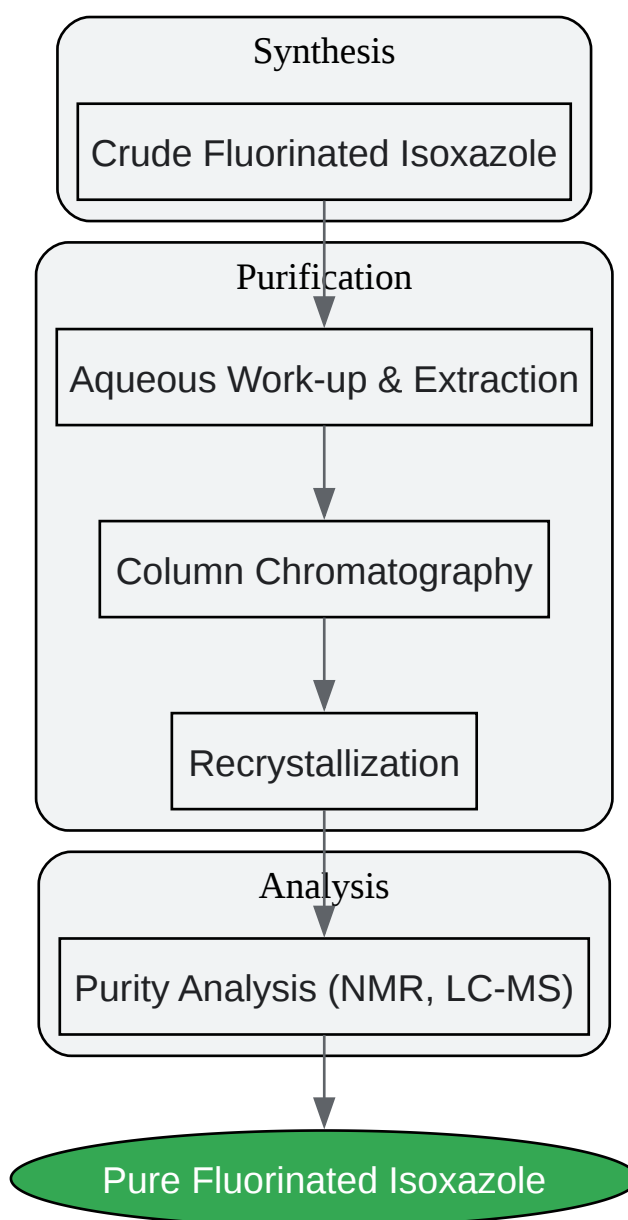 Synthesis
Crude Fluorinated Isoxazole
Purification
Aqueous Work-up & Extraction
Column Chromatography
Recrystallization
Analysis
Purity Analysis (NMR, LC-MS)
Pure Fluorinated Isoxazole